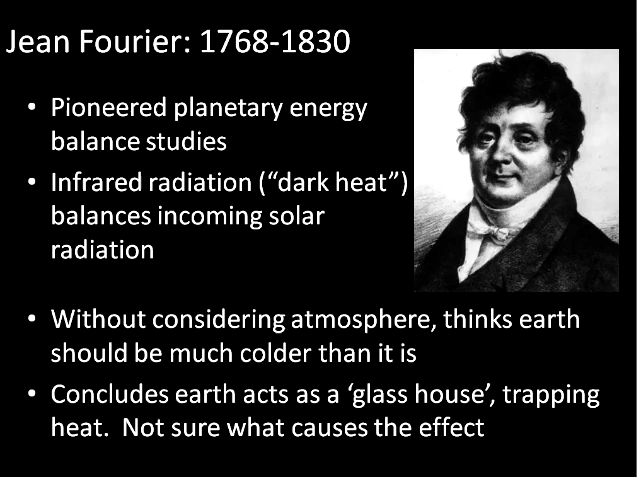 Jean Fourier: 1768-1830
• Pioneered planetary energy
balance studies
• Infrared radiation (“dark heat”)
balances incoming solar
radiation
• Without considering atmosphere, thinks earth
should be much colder than it is
• Concludes earth acts as a ‘glass house’, trapping
heat.  Not sure what causes the effect